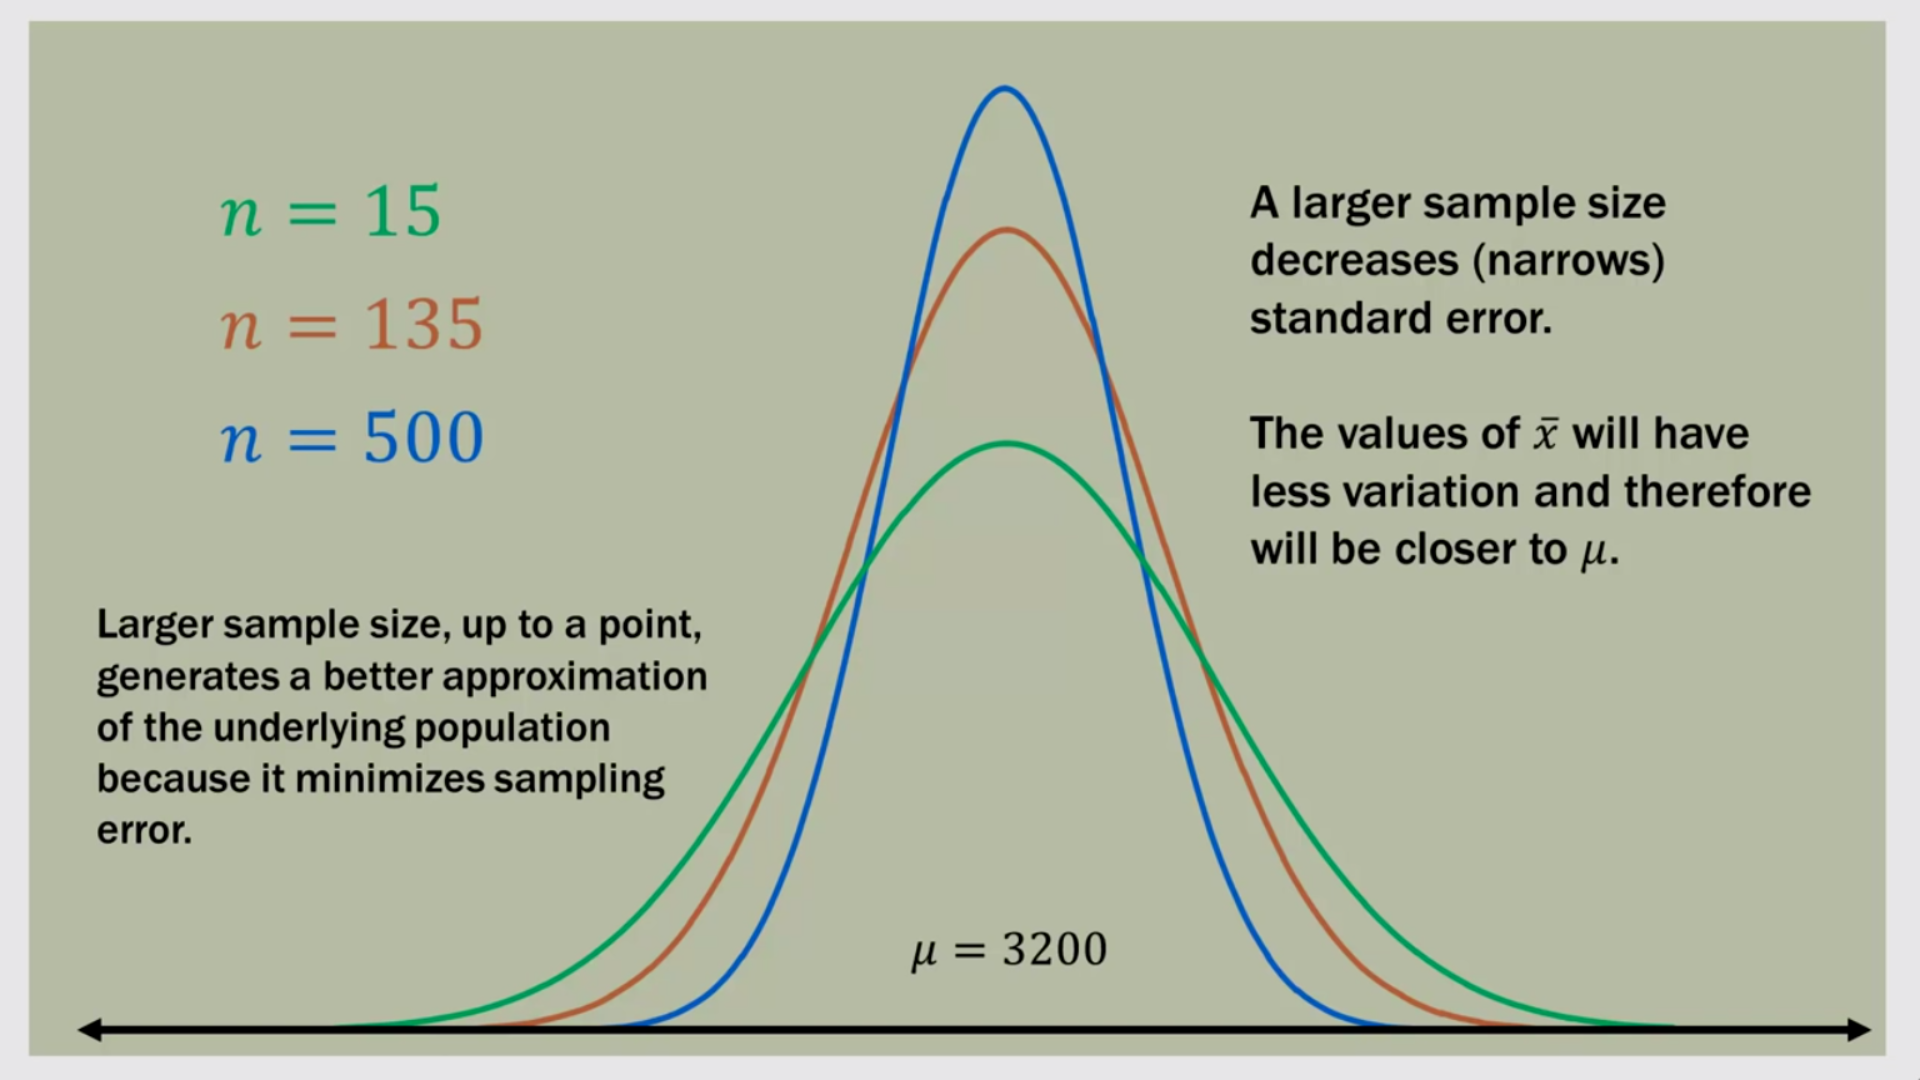 n = 15
n = 135
n = 500
Larger sample size, up to a point,
generates a better approximation
of the underlying population
because it minimizes sampling
error.
A larger sample size
decreases (narrows)
standard error.
The values of x̄ will have
less variation and therefore
will be closer to μ.
μ = 3200